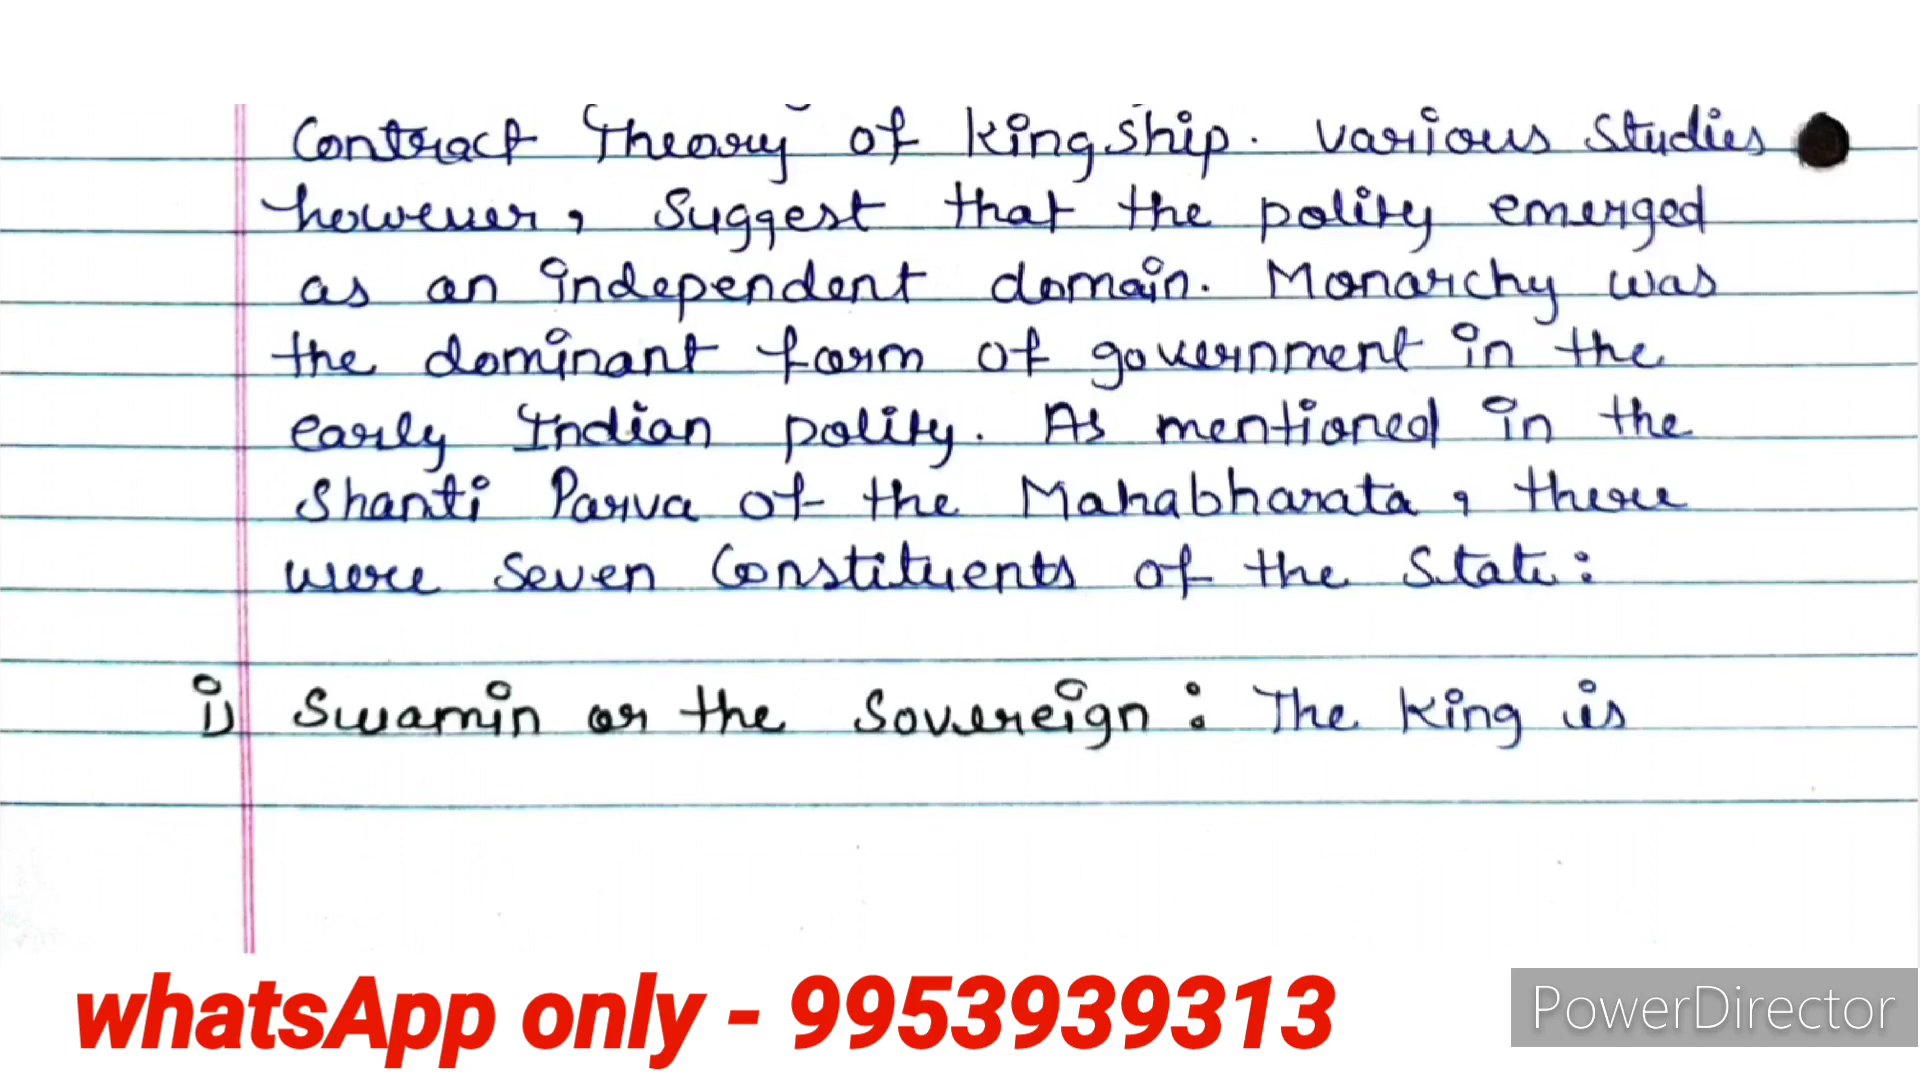 Contract Theory of kingship. Various Studies
however, suggest that the polity emerged
as an independent domain. Monarchy was
the dominant form of government in the
early Indian polity. As mentioned in the
Shanti Parva of the Mahabharata, there
were seven Constituents of the State:
i) Swamin or the Sovereign: The king is
whatsApp only - 9953939313
PowerDirector